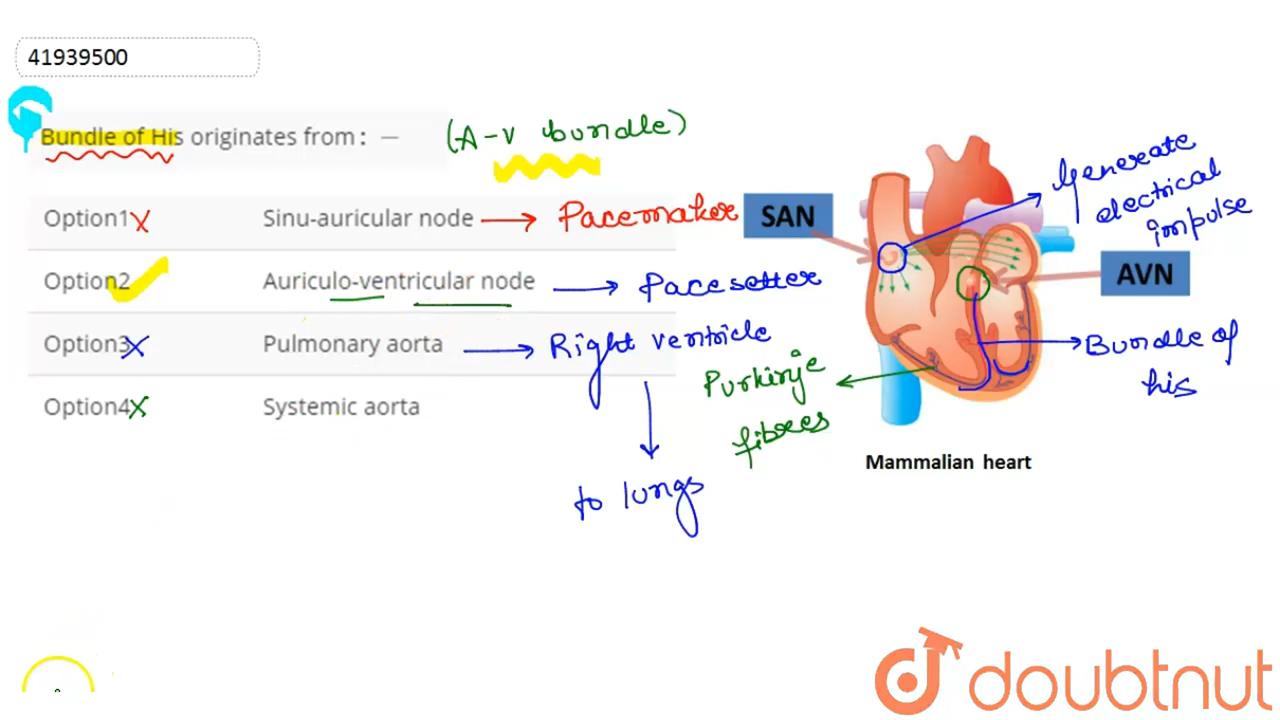 41939500
Bundle of His originates from : — (A-V bundle)
Option1 X Sinu-auricular node → Pacemaker
Option2 Auriculo-ventricular node → Pacesetter
Option3 X Pulmonary aorta → Right ventricle
Option4 X Systemic aorta
to lungs
SAN
Generate
electrical
impulse
AVN
Bundle of
his
Purkinje
fibres
Mammalian heart
doubtnut